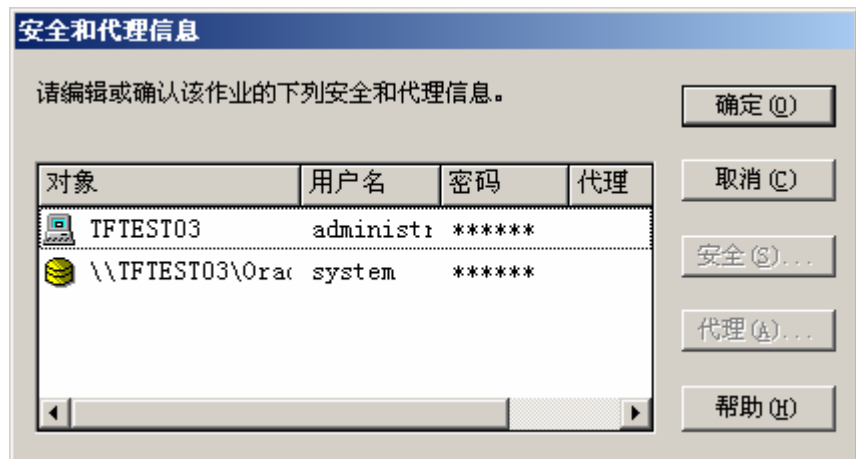 安全和代理信息
请编辑或确认该作业的下列安全和代理信息。
确定(O)
对象 用户名 密码 代理
取消(C)
TFTEST03 administr ******
安全(S)...
\\TFTEST03\Orac system ******
代理(A)...
帮助(H)